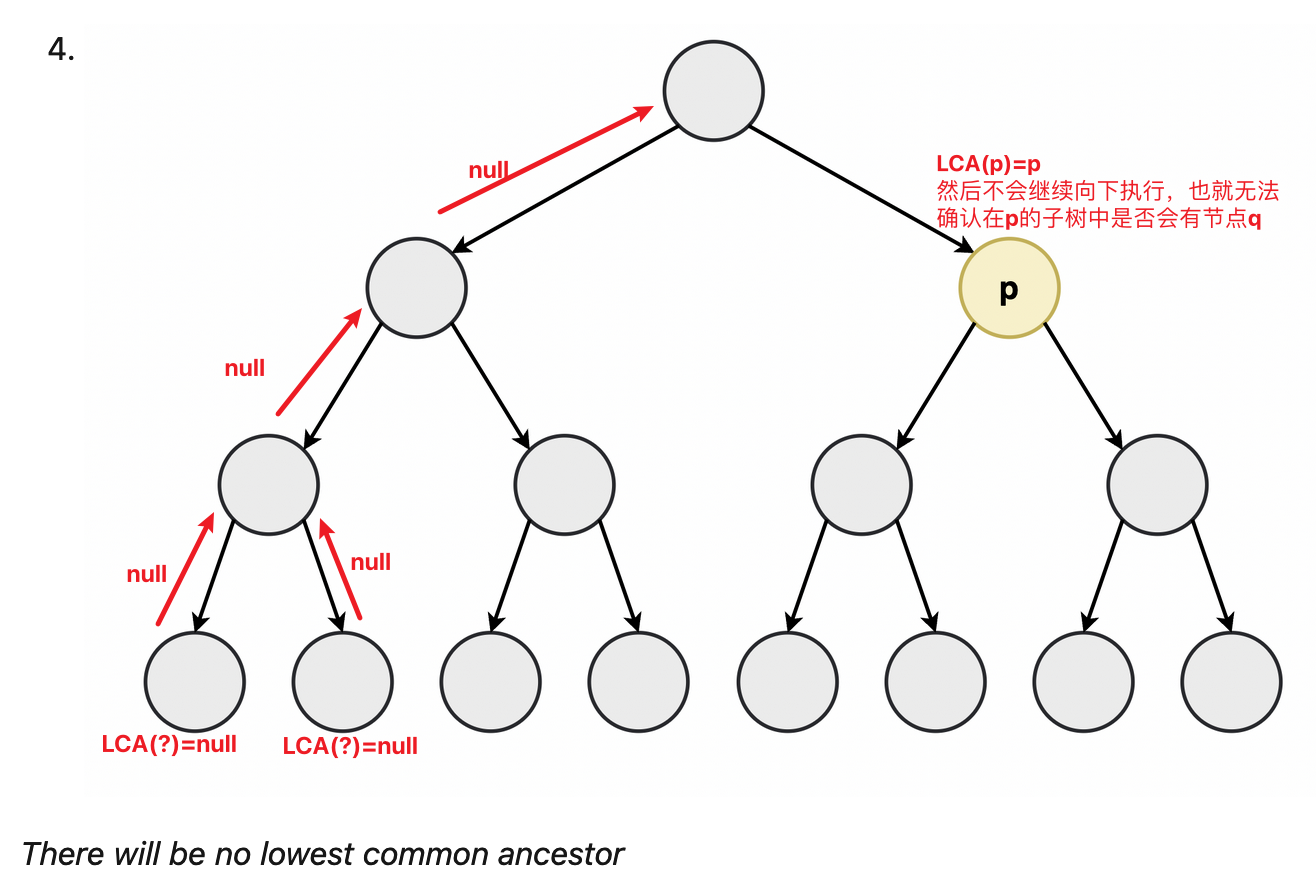 4.
null
LCA(p)=p
然后不会继续向下执行，也就无法
确认在p的子树中是否会有节点q
p
null
null
null
LCA(?)=null
LCA(?)=null
There will be no lowest common ancestor